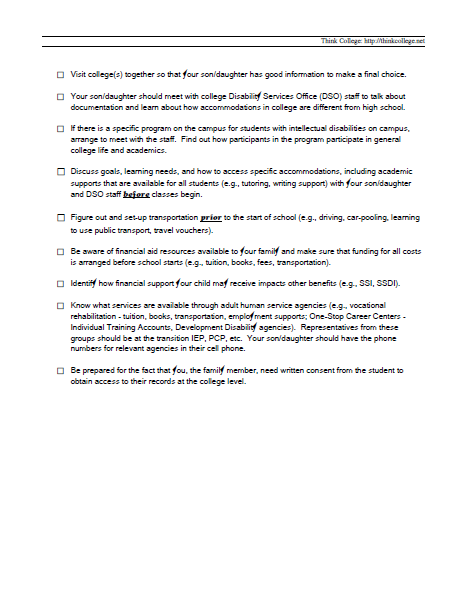 Think College: http://thinkcollege.net
☐ Visit college(s) together so that your son/daughter has good information to make a final choice.
☐ Your son/daughter should meet with college Disability Services Office (DSO) staff to talk about
documentation and learn about how accommodations in college are different from high school.
☐ If there is a specific program on the campus for students with intellectual disabilities on campus,
arrange to meet with the staff. Find out how participants in the program participate in general
college life and academics.
☐ Discuss goals, learning needs, and how to access specific accommodations, including academic
supports that are available for all students (e.g., tutoring, writing support) with your son/daughter
and DSO staff before classes begin.
☐ Figure out and set-up transportation prior to the start of school (e.g., driving, car-pooling, learning
to use public transport, travel vouchers).
☐ Be aware of financial aid resources available to your family and make sure that funding for all costs
is arranged before school starts (e.g., tuition, books, fees, transportation).
☐ Identify how financial support your child may receive impacts other benefits (e.g., SSI, SSDI).
☐ Know what services are available through adult human service agencies (e.g., vocational
rehabilitation - tuition, books, transportation, employment supports; One-Stop Career Centers -
Individual Training Accounts, Development Disability agencies). Representatives from these
groups should be at the transition IEP, PCP, etc. Your son/daughter should have the phone
numbers for relevant agencies in their cell phone.
☐ Be prepared for the fact that you, the family member, need written consent from the student to
obtain access to their records at the college level.